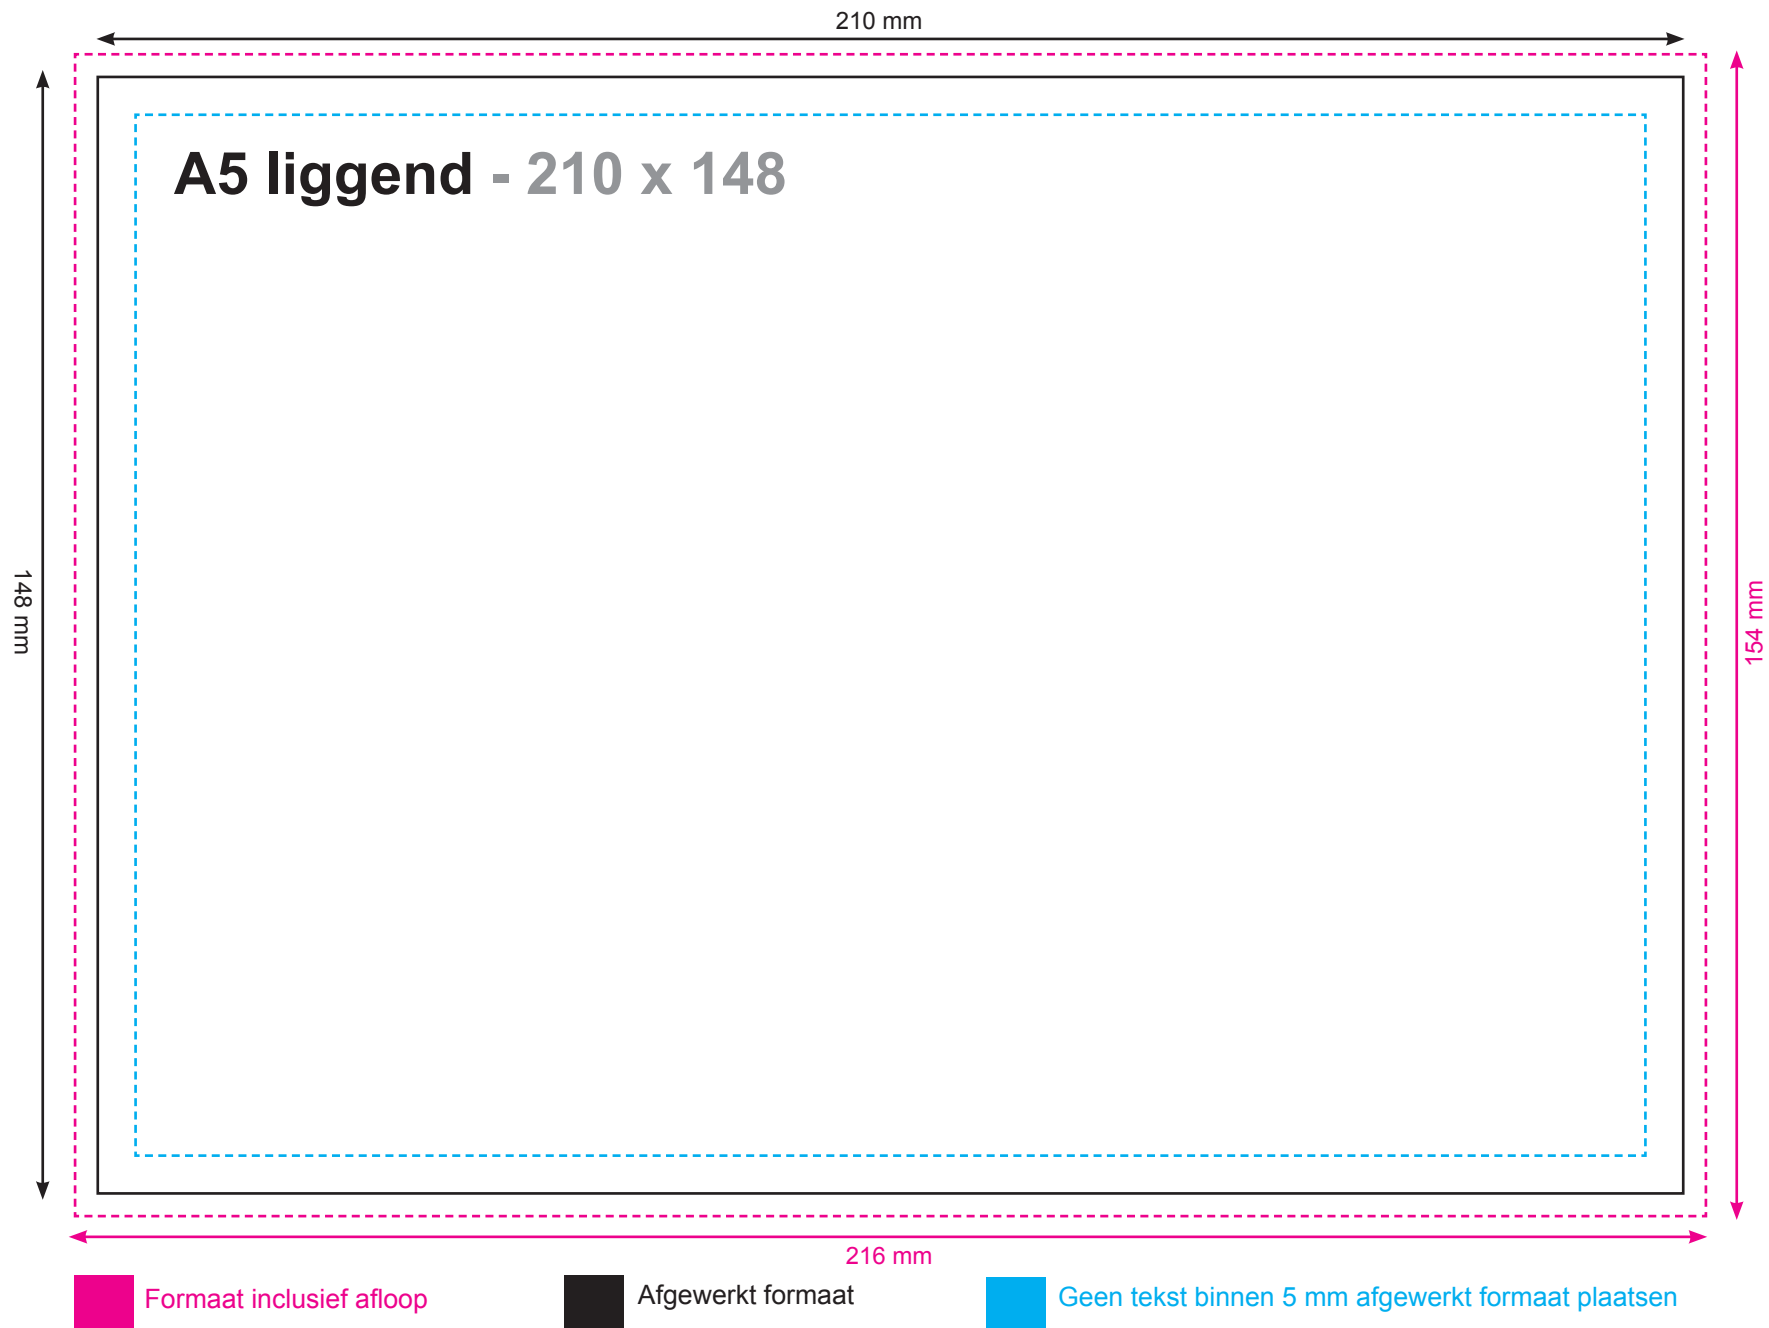 210 mm
A5 liggend - 210 x 148
148 mm
154 mm
216 mm
Formaat inclusief afloop
Afgewerkt formaat
Geen tekst binnen 5 mm afgewerkt formaat plaatsen